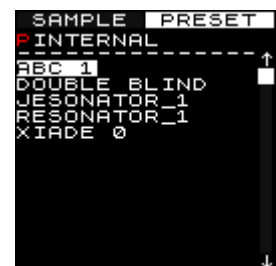 SAMPLE PRESET
PINTERNAL
ABC 1
DOUBLE BLIND
JESONATOR_1
RESONATOR_1
XIADE 0